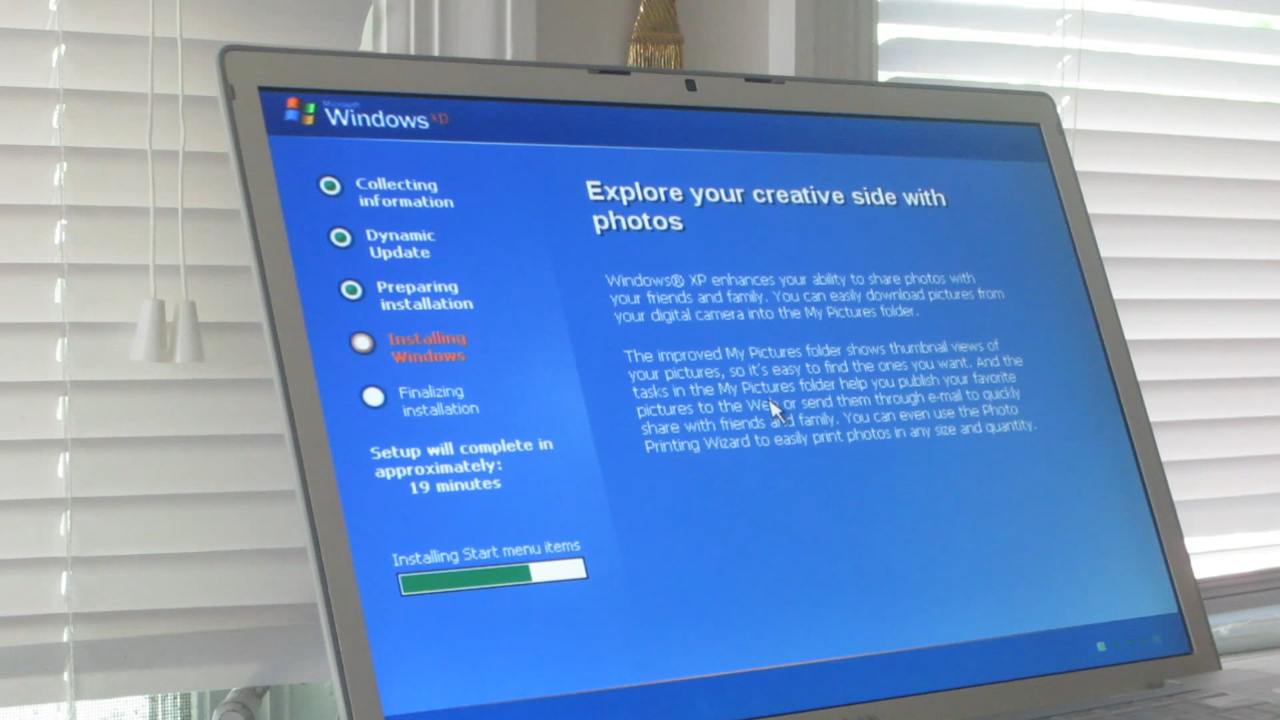 Microsoft
Windows xp
Collecting
information
Dynamic
Update
Preparing
installation
Installing
Windows
Finalizing
installation
Setup will complete in
approximately:
19 minutes
Installing Start menu items
Explore your creative side with
photos
Windows® XP enhances your ability to share photos with
your friends and family. You can easily download pictures from
your digital camera into the My Pictures folder.
The improved My Pictures folder shows thumbnail views of
your pictures, so it's easy to find the ones you want. And the
tasks in the My Pictures folder help you publish your favorite
pictures to the Web or send them through e-mail to quickly
share with friends and family. You can even use the Photo
Printing Wizard to easily print photos in any size and quantity.